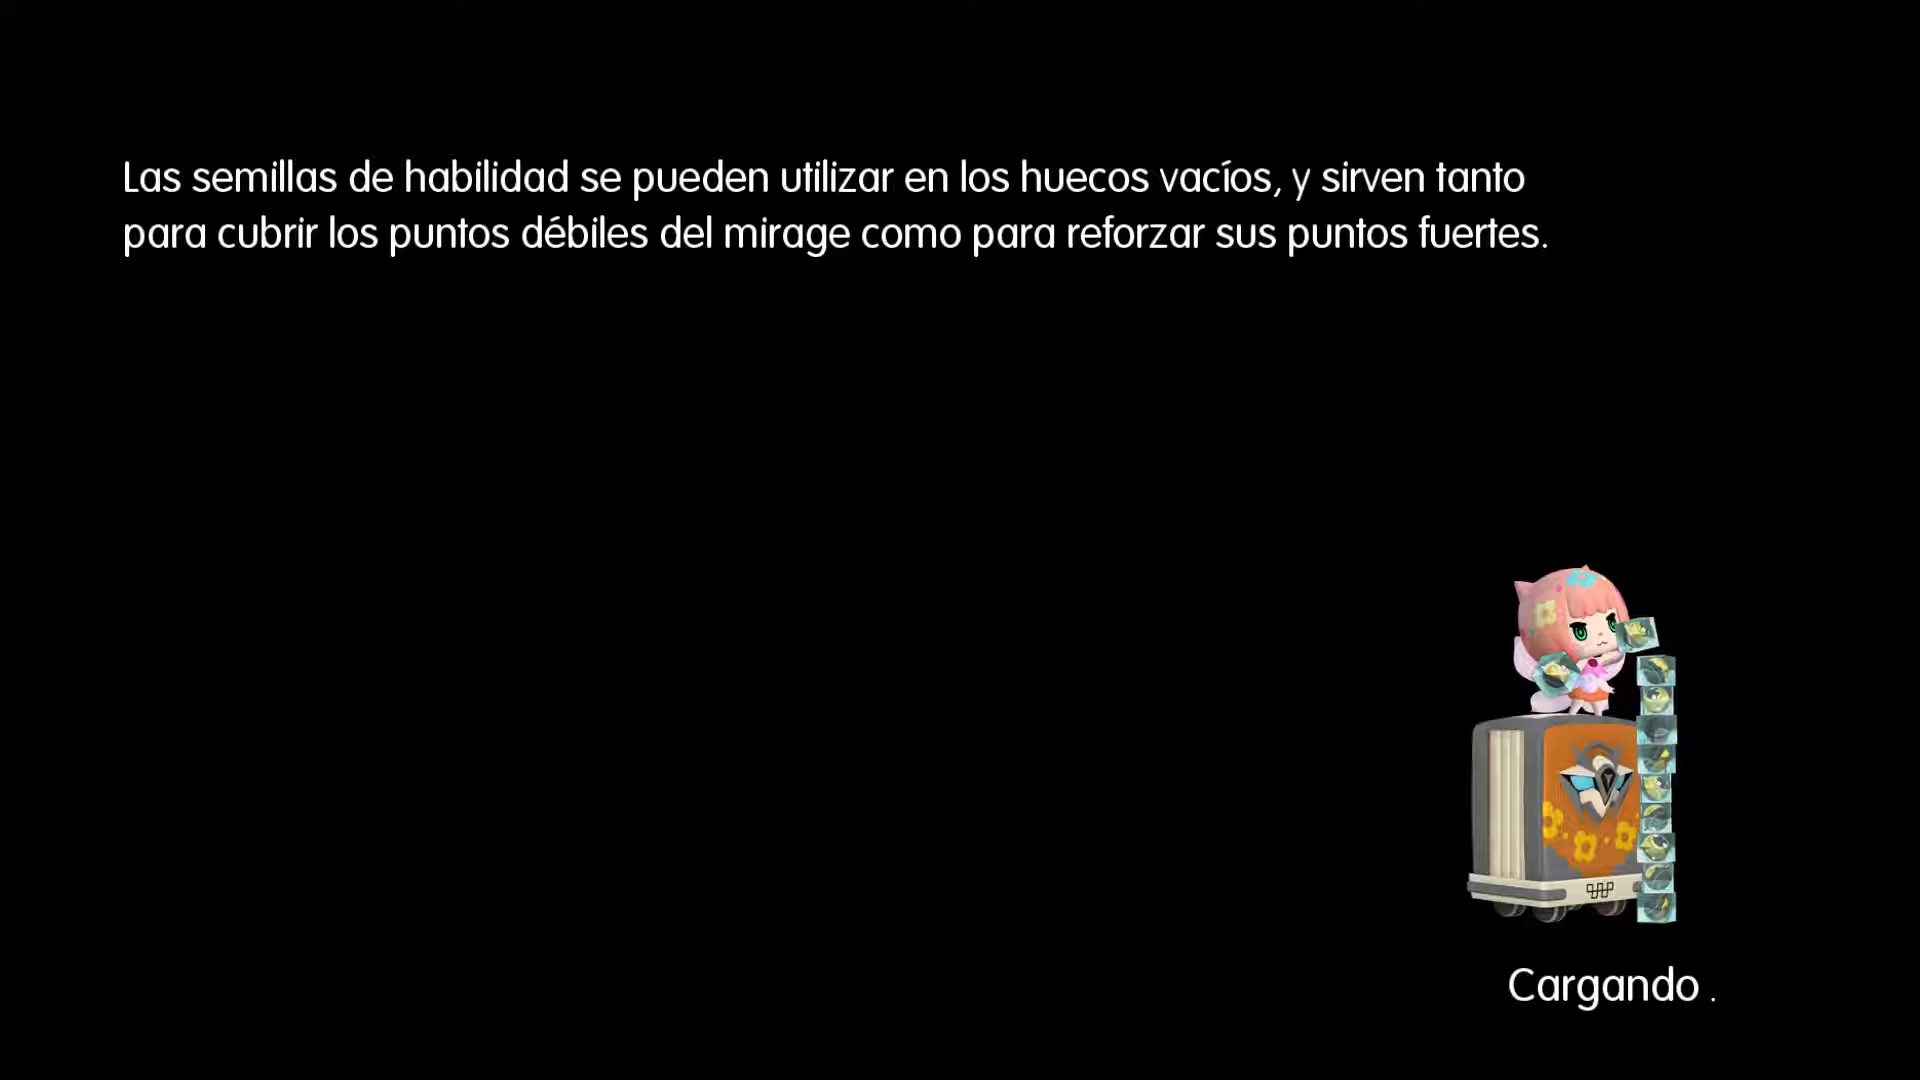 Las semillas de habilidad se pueden utilizar en los huecos vacíos, y sirven tanto
para cubrir los puntos débiles del mirage como para reforzar sus puntos fuertes.
Cargando .